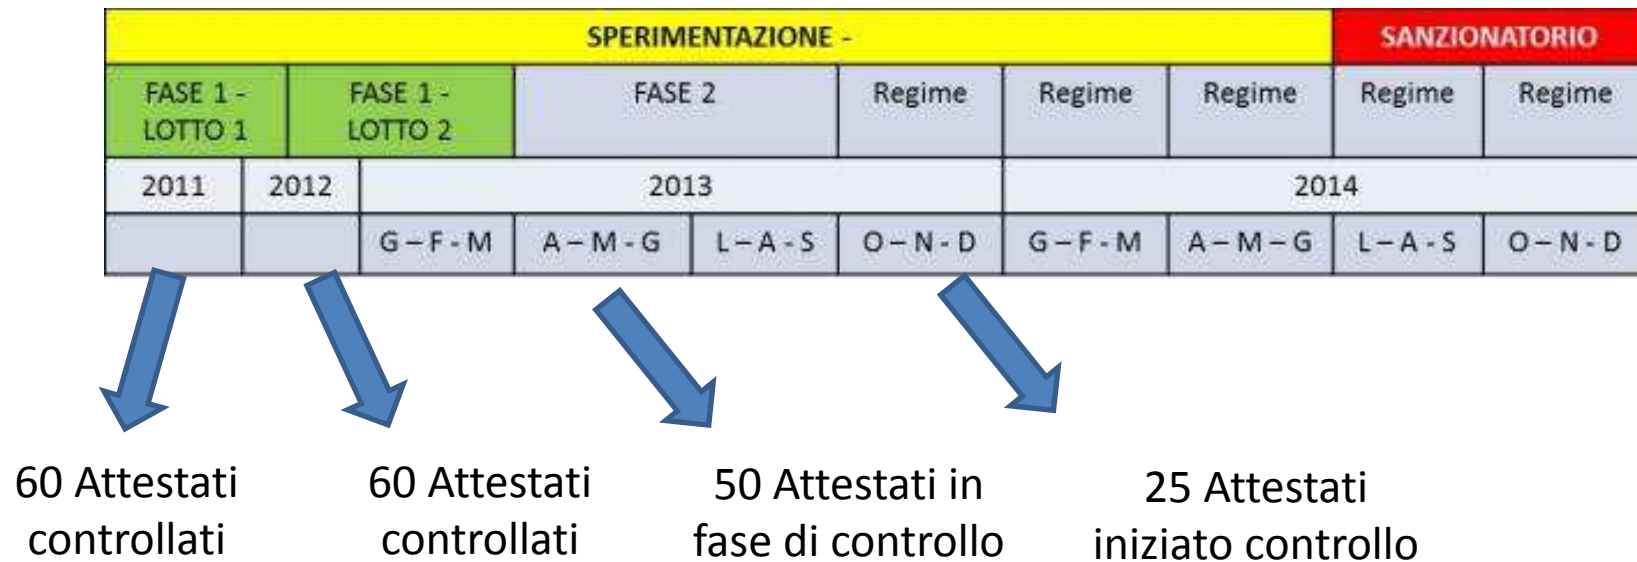 SPERIMENTAZIONE - SANZIONATORIO
FASE 1 - FASE 1 - FASE 2 Regime Regime Regime Regime Regime
LOTTO 1 LOTTO 2
2011 2012 2013 2014
G – F - M A – M - G L – A - S O – N - D G – F - M A – M – G L – A - S O – N - D
60 Attestati 60 Attestati 50 Attestati in 25 Attestati
controllati controllati fase di controllo iniziato controllo